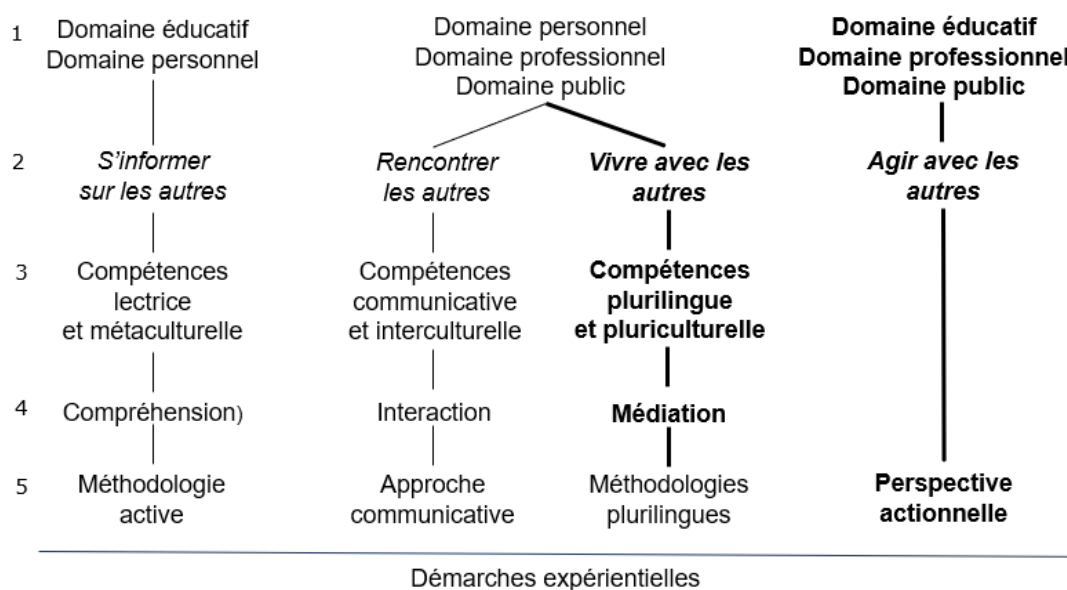 1
Domaine éducatif
Domaine personnel
Domaine personnel
Domaine professionnel
Domaine public
Domaine éducatif
Domaine professionnel
Domaine public
2
S'informer
sur les autres
Rencontrer
les autres
Vivre avec les
autres
Agir avec les
autres
3
Compétences
lectrice
et métaculturelle
Compétences
communicative
et interculturelle
Compétences
plurilingue
et pluriculturelle
4
Compréhension)
Interaction
Médiation
5
Méthodologie
active
Approche
communicative
Méthodologies
plurilingues
Perspective
actionnelle
Démarches expérientielles